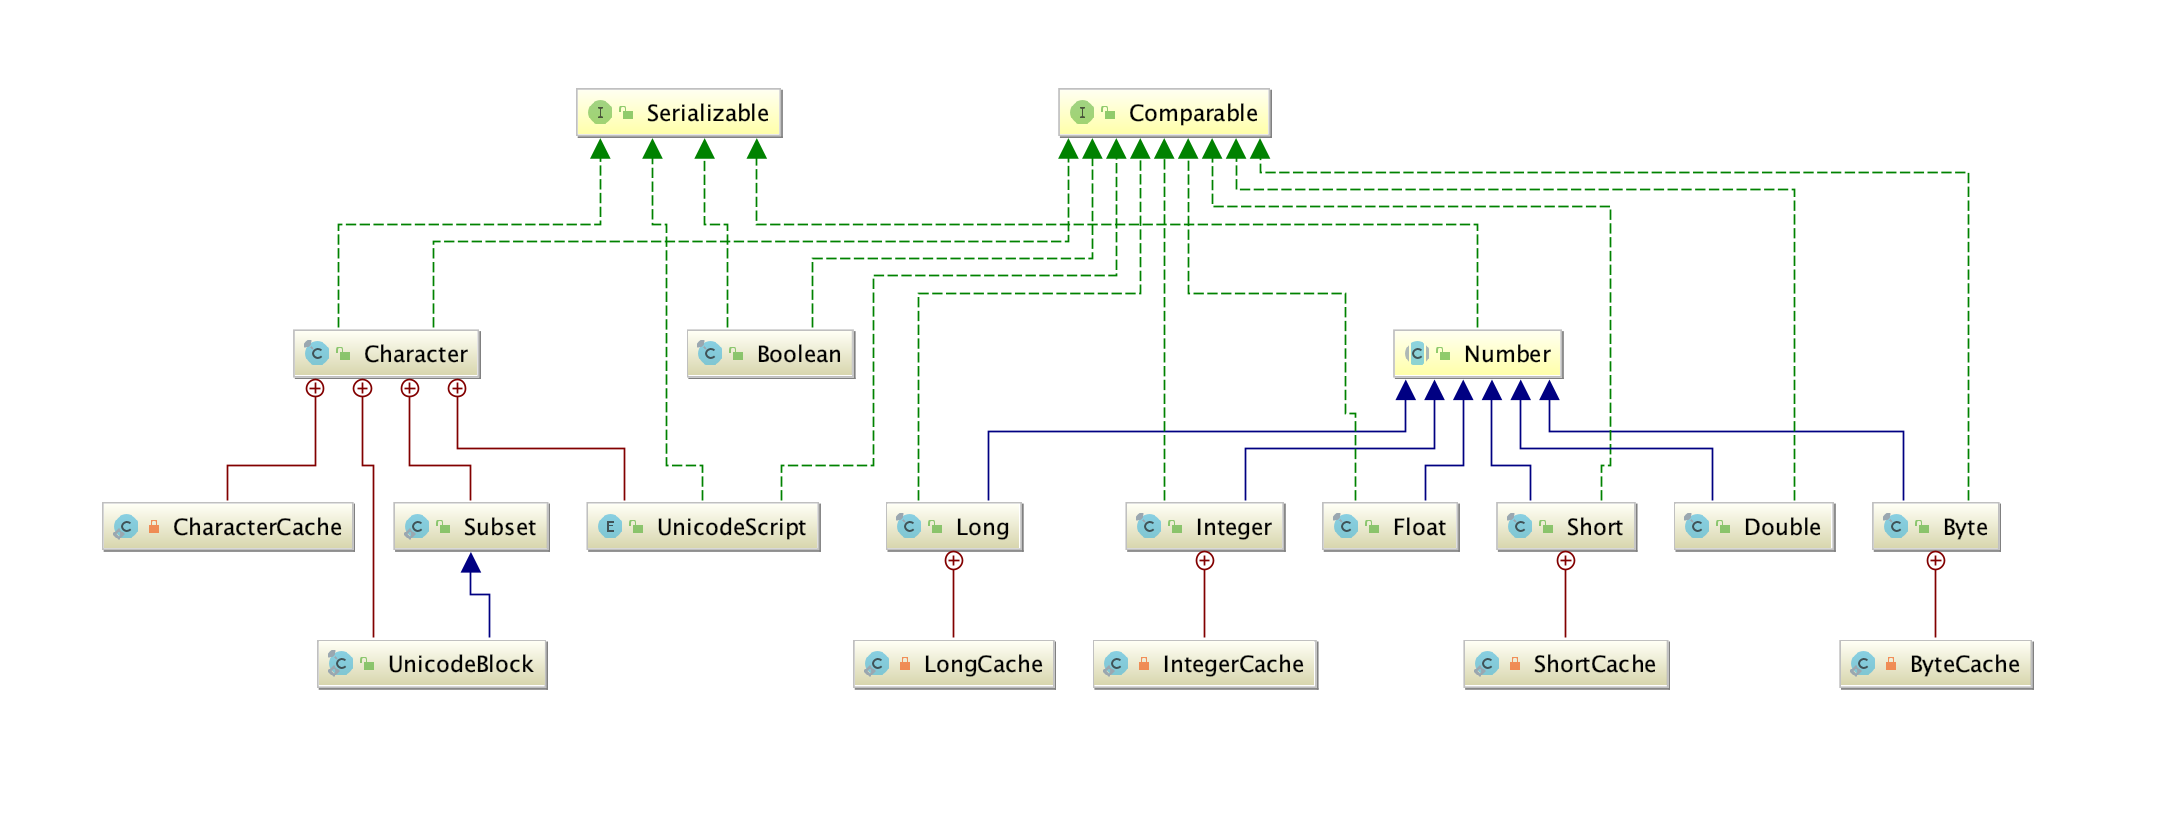 Serializable
Comparable
Character
Boolean
Number
CharacterCache
Subset
UnicodeScript
Long
Integer
Float
Short
Double
Byte
UnicodeBlock
LongCache
IntegerCache
ShortCache
ByteCache